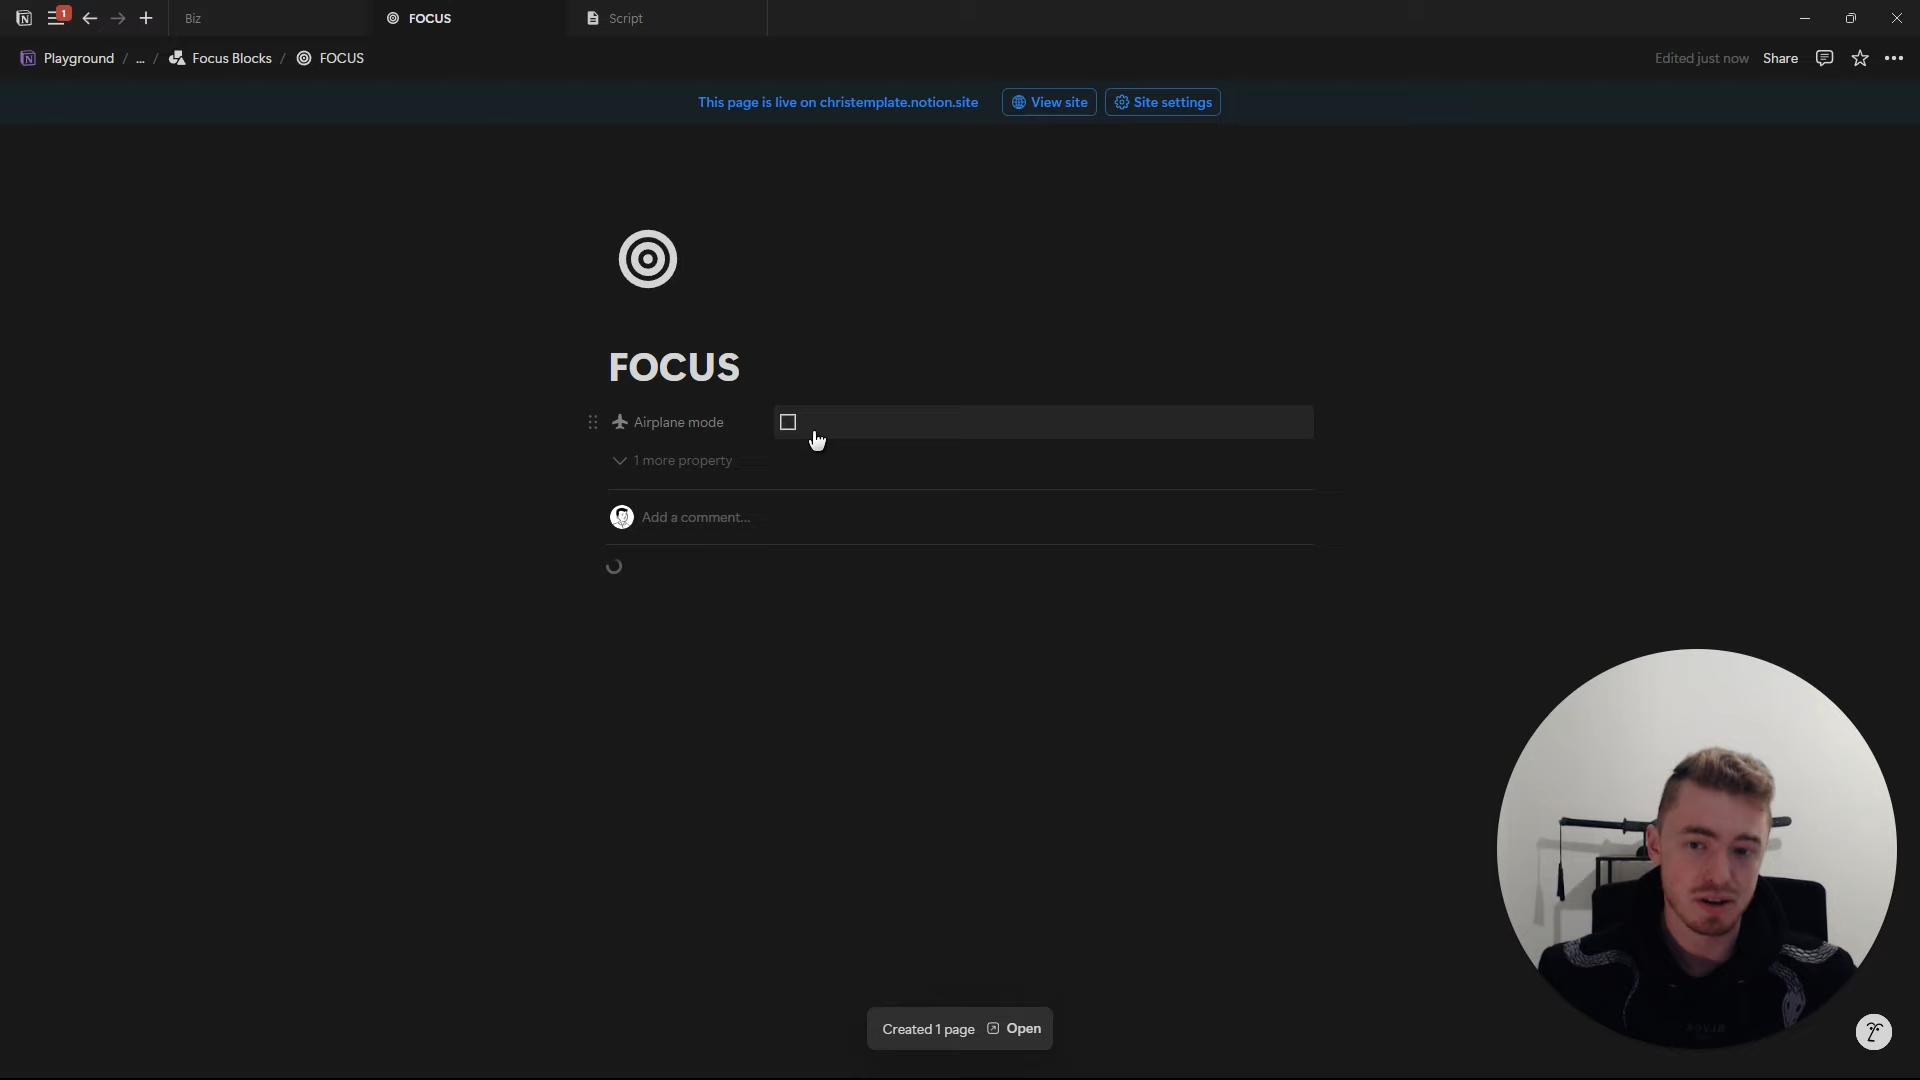 1
Biz
FOCUS
Script
Playground / ... / Focus Blocks / FOCUS
Edited just now
Share
This page is live on christemplate.notion.site
View site
Site settings
FOCUS
Airplane mode
1 more property
Add a comment...
Created 1 page
Open